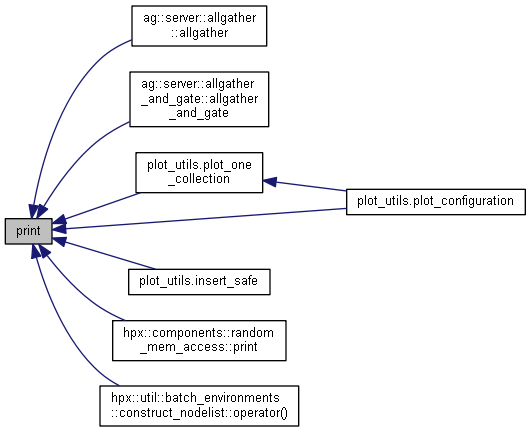 ag::server::allgather
::allgather
ag::server::allgather
_and_gate::allgather
_and_gate
plot_utils.plot_one
_collection
plot_utils.plot_configuration
print
plot_utils.insert_safe
hpx::components::random
_mem_access::print
hpx::util::batch_environments
::construct_nodelist::operator()